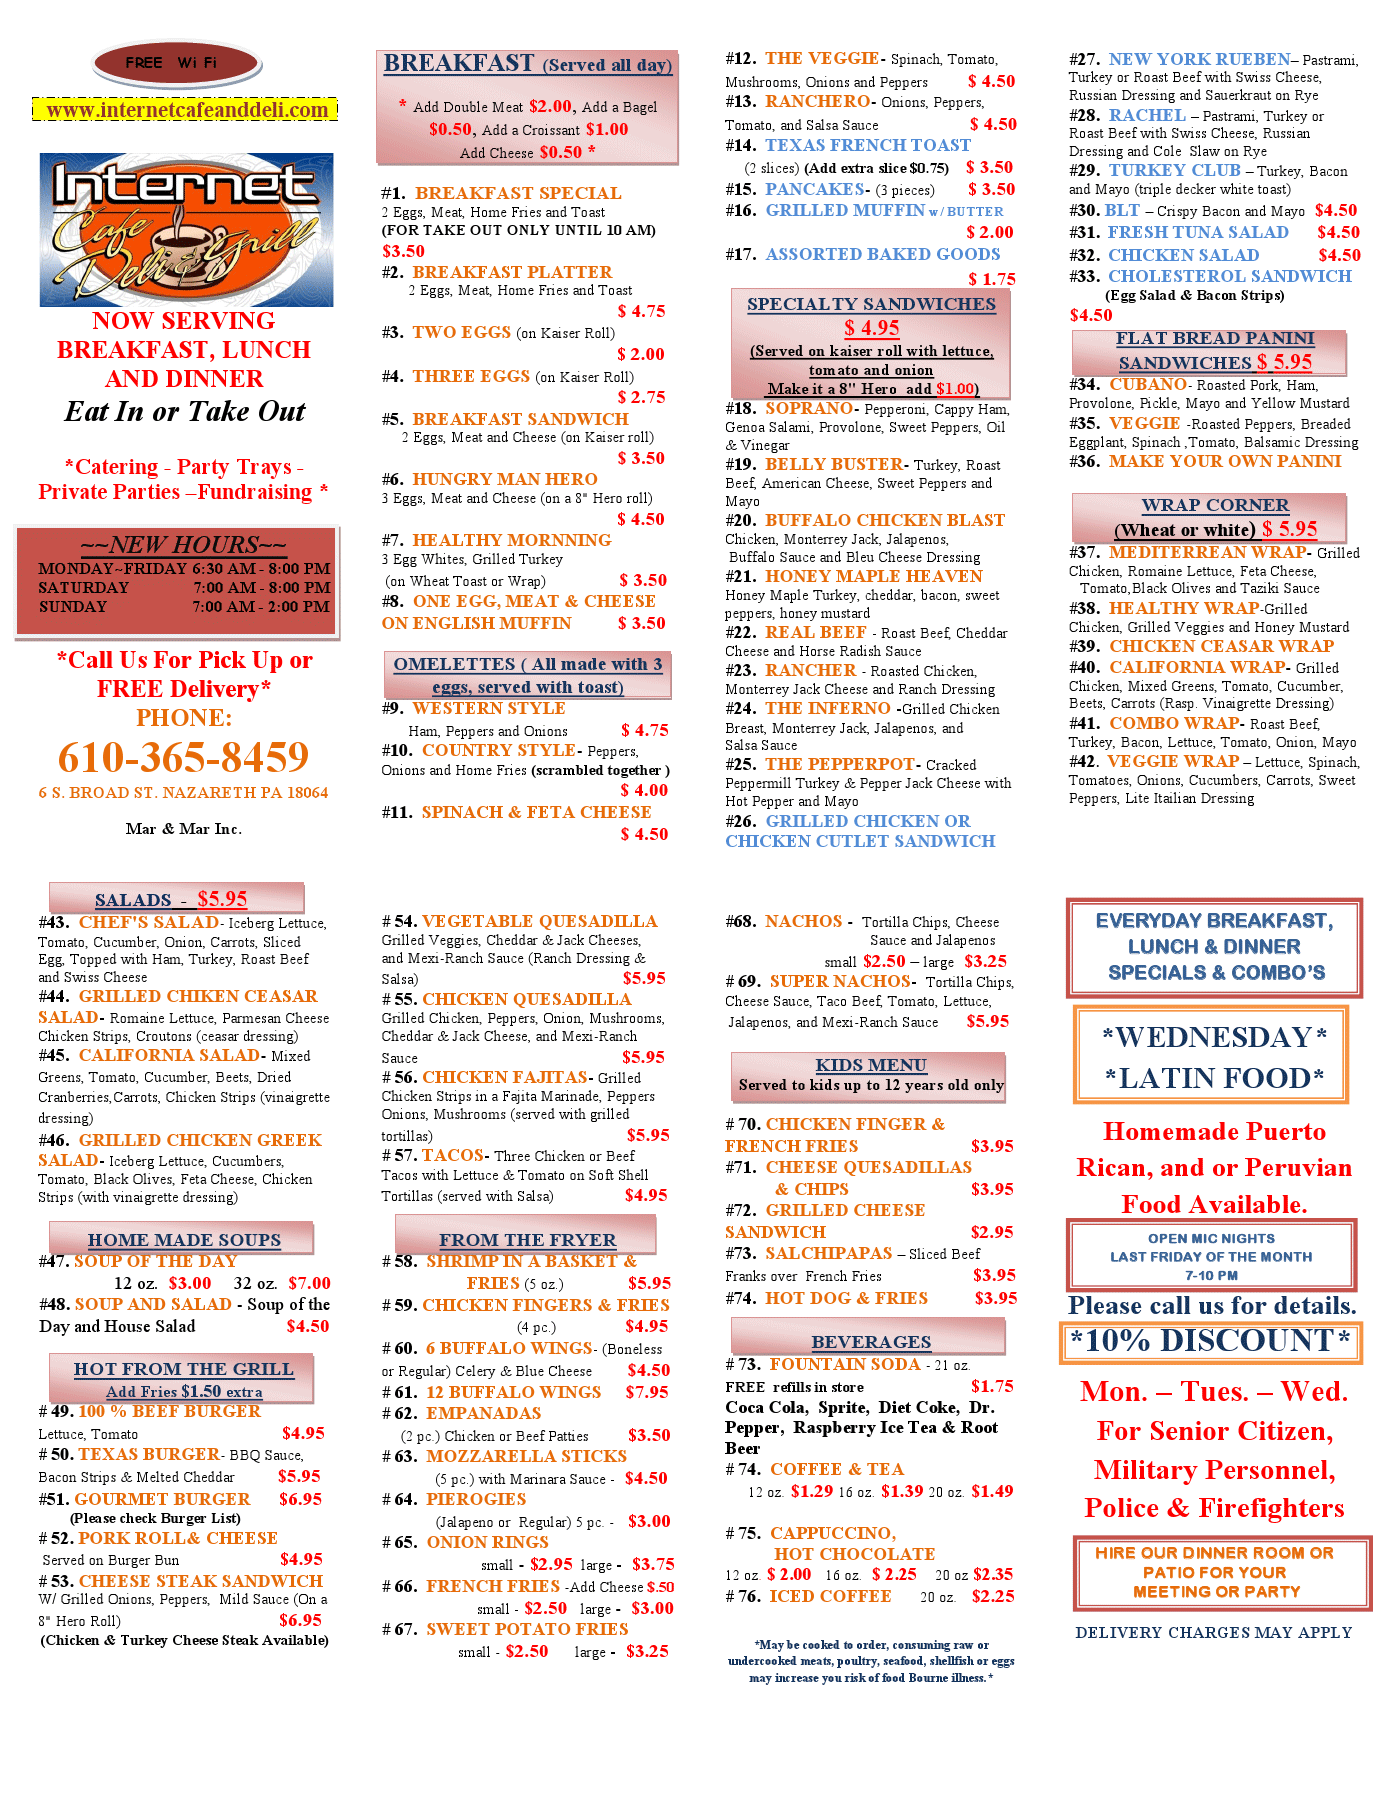 FREE Wi Fi
www.internetcafeanddeli.com
Internet
Cafe
Deli & Grill
NOW SERVING
BREAKFAST, LUNCH
AND DINNER
Eat In or Take Out
*Catering - Party Trays -
Private Parties –Fundraising *
~~NEW HOURS~~
MONDAY~FRIDAY 6:30 AM - 8:00 PM
SATURDAY 7:00 AM - 8:00 PM
SUNDAY 7:00 AM - 2:00 PM
*Call Us For Pick Up or
FREE Delivery*
PHONE:
610-365-8459
6 S. BROAD ST. NAZARETH PA 18064
Mar & Mar Inc.
BREAKFAST (Served all day)
* Add Double Meat $2.00, Add a Bagel
$0.50, Add a Croissant $1.00
Add Cheese $0.50 *
#1. BREAKFAST SPECIAL
2 Eggs, Meat, Home Fries and Toast
(FOR TAKE OUT ONLY UNTIL 10 AM)
$3.50
#2. BREAKFAST PLATTER
2 Eggs, Meat, Home Fries and Toast
$ 4.75
#3. TWO EGGS (on Kaiser Roll)
$ 2.00
#4. THREE EGGS (on Kaiser Roll)
$ 2.75
#5. BREAKFAST SANDWICH
2 Eggs, Meat and Cheese (on Kaiser roll)
$ 3.50
#6. HUNGRY MAN HERO
3 Eggs, Meat and Cheese (on a 8" Hero roll)
$ 4.50
#7. HEALTHY MORNNING
3 Egg Whites, Grilled Turkey
(on Wheat Toast or Wrap) $ 3.50
#8. ONE EGG, MEAT & CHEESE
ON ENGLISH MUFFIN $ 3.50
OMELETTES ( All made with 3
eggs, served with toast)
#9. WESTERN STYLE
Ham, Peppers and Onions $ 4.75
#10. COUNTRY STYLE- Peppers,
Onions and Home Fries (scrambled together )
$ 4.00
#11. SPINACH & FETA CHEESE
$ 4.50
#12. THE VEGGIE- Spinach, Tomato,
Mushrooms, Onions and Peppers $ 4.50
#13. RANCHERO- Onions, Peppers,
Tomato, and Salsa Sauce $ 4.50
#14. TEXAS FRENCH TOAST
(2 slices) (Add extra slice $0.75) $ 3.50
#15. PANCAKES- (3 pieces) $ 3.50
#16. GRILLED MUFFIN w/ BUTTER
$ 2.00
#17. ASSORTED BAKED GOODS
$ 1.75
SPECIALTY SANDWICHES
$ 4.95
(Served on kaiser roll with lettuce,
tomato and onion
Make it a 8" Hero add $1.00)
#18. SOPRANO- Pepperoni, Cappy Ham,
Genoa Salami, Provolone, Sweet Peppers, Oil
& Vinegar
#19. BELLY BUSTER- Turkey, Roast
Beef, American Cheese, Sweet Peppers and
Mayo
#20. BUFFALO CHICKEN BLAST
Chicken, Monterrey Jack, Jalapenos,
Buffalo Sauce and Bleu Cheese Dressing
#21. HONEY MAPLE HEAVEN
Honey Maple Turkey, cheddar, bacon, sweet
peppers, honey mustard
#22. REAL BEEF - Roast Beef, Cheddar
Cheese and Horse Radish Sauce
#23. RANCHER - Roasted Chicken,
Monterrey Jack Cheese and Ranch Dressing
#24. THE INFERNO -Grilled Chicken
Breast, Monterrey Jack, Jalapenos, and
Salsa Sauce
#25. THE PEPPERPOT- Cracked
Peppermill Turkey & Pepper Jack Cheese with
Hot Pepper and Mayo
#26. GRILLED CHICKEN OR
CHICKEN CUTLET SANDWICH
#27. NEW YORK RUEBEN– Pastrami,
Turkey or Roast Beef with Swiss Cheese,
Russian Dressing and Sauerkraut on Rye
#28. RACHEL – Pastrami, Turkey or
Roast Beef with Swiss Cheese, Russian
Dressing and Cole Slaw on Rye
#29. TURKEY CLUB – Turkey, Bacon
and Mayo (triple decker white toast)
#30. BLT – Crispy Bacon and Mayo $4.50
#31. FRESH TUNA SALAD $4.50
#32. CHICKEN SALAD $4.50
#33. CHOLESTEROL SANDWICH
(Egg Salad & Bacon Strips)
$4.50
FLAT BREAD PANINI
SANDWICHES $ 5.95
#34. CUBANO- Roasted Pork, Ham,
Provolone, Pickle, Mayo and Yellow Mustard
#35. VEGGIE -Roasted Peppers, Breaded
Eggplant, Spinach ,Tomato, Balsamic Dressing
#36. MAKE YOUR OWN PANINI
WRAP CORNER
(Wheat or white) $ 5.95
#37. MEDITERREAN WRAP- Grilled
Chicken, Romaine Lettuce, Feta Cheese,
Tomato,Black Olives and Taziki Sauce
#38. HEALTHY WRAP-Grilled
Chicken, Grilled Veggies and Honey Mustard
#39. CHICKEN CEASAR WRAP
#40. CALIFORNIA WRAP- Grilled
Chicken, Mixed Greens, Tomato, Cucumber,
Beets, Carrots (Rasp. Vinaigrette Dressing)
#41. COMBO WRAP- Roast Beef,
Turkey, Bacon, Lettuce, Tomato, Onion, Mayo
#42. VEGGIE WRAP – Lettuce, Spinach,
Tomatoes, Onions, Cucumbers, Carrots, Sweet
Peppers, Lite Itailian Dressing
SALADS - $5.95
#43. CHEF'S SALAD- Iceberg Lettuce,
Tomato, Cucumber, Onion, Carrots, Sliced
Egg, Topped with Ham, Turkey, Roast Beef
and Swiss Cheese
#44. GRILLED CHIKEN CEASAR
SALAD- Romaine Lettuce, Parmesan Cheese
Chicken Strips, Croutons (ceasar dressing)
#45. CALIFORNIA SALAD- Mixed
Greens, Tomato, Cucumber, Beets, Dried
Cranberries,Carrots, Chicken Strips (vinaigrette
dressing)
#46. GRILLED CHICKEN GREEK
SALAD- Iceberg Lettuce, Cucumbers,
Tomato, Black Olives, Feta Cheese, Chicken
Strips (with vinaigrette dressing)
HOME MADE SOUPS
#47. SOUP OF THE DAY
12 oz. $3.00 32 oz. $7.00
#48. SOUP AND SALAD - Soup of the
Day and House Salad $4.50
HOT FROM THE GRILL
Add Fries $1.50 extra
# 49. 100 % BEEF BURGER
Lettuce, Tomato $4.95
# 50. TEXAS BURGER- BBQ Sauce,
Bacon Strips & Melted Cheddar $5.95
#51. GOURMET BURGER $6.95
(Please check Burger List)
# 52. PORK ROLL& CHEESE
Served on Burger Bun $4.95
# 53. CHEESE STEAK SANDWICH
W/ Grilled Onions, Peppers, Mild Sauce (On a
8" Hero Roll) $6.95
(Chicken & Turkey Cheese Steak Available)
# 54. VEGETABLE QUESADILLA
Grilled Veggies, Cheddar & Jack Cheeses,
and Mexi-Ranch Sauce (Ranch Dressing &
Salsa) $5.95
# 55. CHICKEN QUESADILLA
Grilled Chicken, Peppers, Onion, Mushrooms,
Cheddar & Jack Cheese, and Mexi-Ranch
Sauce $5.95
# 56. CHICKEN FAJITAS- Grilled
Chicken Strips in a Fajita Marinade, Peppers
Onions, Mushrooms (served with grilled
tortillas) $5.95
# 57. TACOS- Three Chicken or Beef
Tacos with Lettuce & Tomato on Soft Shell
Tortillas (served with Salsa) $4.95
FROM THE FRYER
# 58. SHRIMP IN A BASKET &
FRIES (5 oz.) $5.95
# 59. CHICKEN FINGERS & FRIES
(4 pc.) $4.95
# 60. 6 BUFFALO WINGS- (Boneless
or Regular) Celery & Blue Cheese $4.50
# 61. 12 BUFFALO WINGS $7.95
# 62. EMPANADAS
(2 pc.) Chicken or Beef Patties $3.50
# 63. MOZZARELLA STICKS
(5 pc.) with Marinara Sauce - $4.50
# 64. PIEROGIES
(Jalapeno or Regular) 5 pc. - $3.00
# 65. ONION RINGS
small - $2.95 large - $3.75
# 66. FRENCH FRIES -Add Cheese $.50
small - $2.50 large - $3.00
# 67. SWEET POTATO FRIES
small - $2.50 large - $3.25
#68. NACHOS - Tortilla Chips, Cheese
Sauce and Jalapenos
small $2.50 – large $3.25
# 69. SUPER NACHOS- Tortilla Chips,
Cheese Sauce, Taco Beef, Tomato, Lettuce,
Jalapenos, and Mexi-Ranch Sauce $5.95
KIDS MENU
Served to kids up to 12 years old only
# 70. CHICKEN FINGER &
FRENCH FRIES $3.95
#71. CHEESE QUESADILLAS
& CHIPS $3.95
#72. GRILLED CHEESE
SANDWICH $2.95
#73. SALCHIPAPAS – Sliced Beef
Franks over French Fries $3.95
#74. HOT DOG & FRIES $3.95
BEVERAGES
# 73. FOUNTAIN SODA - 21 oz.
FREE refills in store $1.75
Coca Cola, Sprite, Diet Coke, Dr.
Pepper, Raspberry Ice Tea & Root
Beer
# 74. COFFEE & TEA
12 oz. $1.29 16 oz. $1.39 20 oz. $1.49
# 75. CAPPUCCINO,
HOT CHOCOLATE
12 oz. $ 2.00 16 oz. $ 2.25 20 oz $2.35
# 76. ICED COFFEE 20 oz. $2.25
*May be cooked to order, consuming raw or
undercooked meats, poultry, seafood, shellfish or eggs
may increase you risk of food Bourne illness.*
EVERYDAY BREAKFAST,
LUNCH & DINNER
SPECIALS & COMBO'S
*WEDNESDAY*
*LATIN FOOD*
Homemade Puerto
Rican, and or Peruvian
Food Available.
OPEN MIC NIGHTS
LAST FRIDAY OF THE MONTH
7-10 PM
Please call us for details.
*10% DISCOUNT*
Mon. – Tues. – Wed.
For Senior Citizen,
Military Personnel,
Police & Firefighters
HIRE OUR DINNER ROOM OR
PATIO FOR YOUR
MEETING OR PARTY
DELIVERY CHARGES MAY APPLY